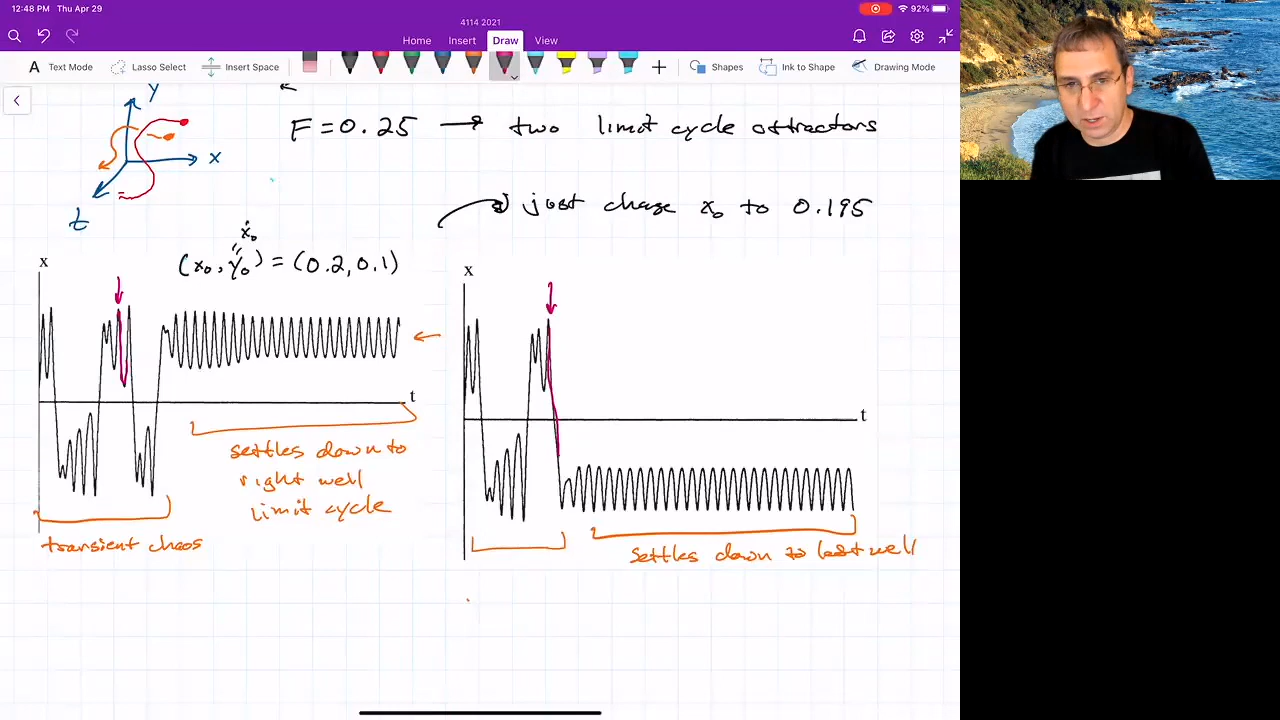 12:48 PM Thu Apr 29
92%
4114 2021
Home Insert Draw View
A Text Mode Lasso Select Insert Space + Shapes Ink to Shape Drawing Mode
y
x
t
F = 0.25 → two limit cycle attractors
just change x₀ to 0.195
ẋ₀
(x₀, y₀) = (0.2, 0.1)
x
t
settles down to
right well
limit cycle
transient chaos
x
t
settles down to left well